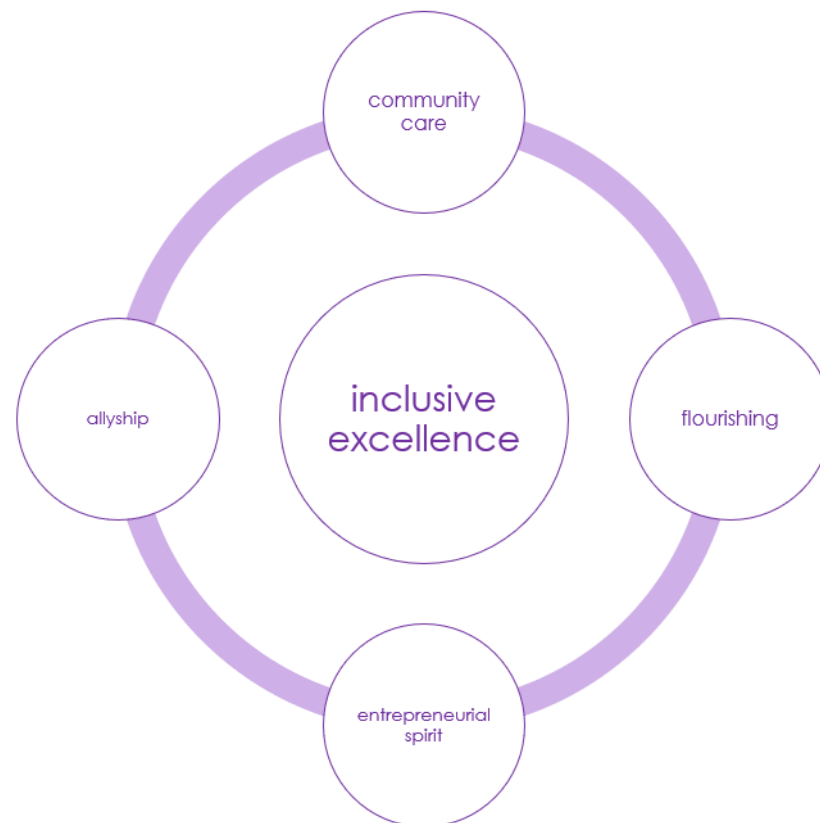 community
care
allyship
inclusive
excellence
flourishing
entrepreneurial
spirit